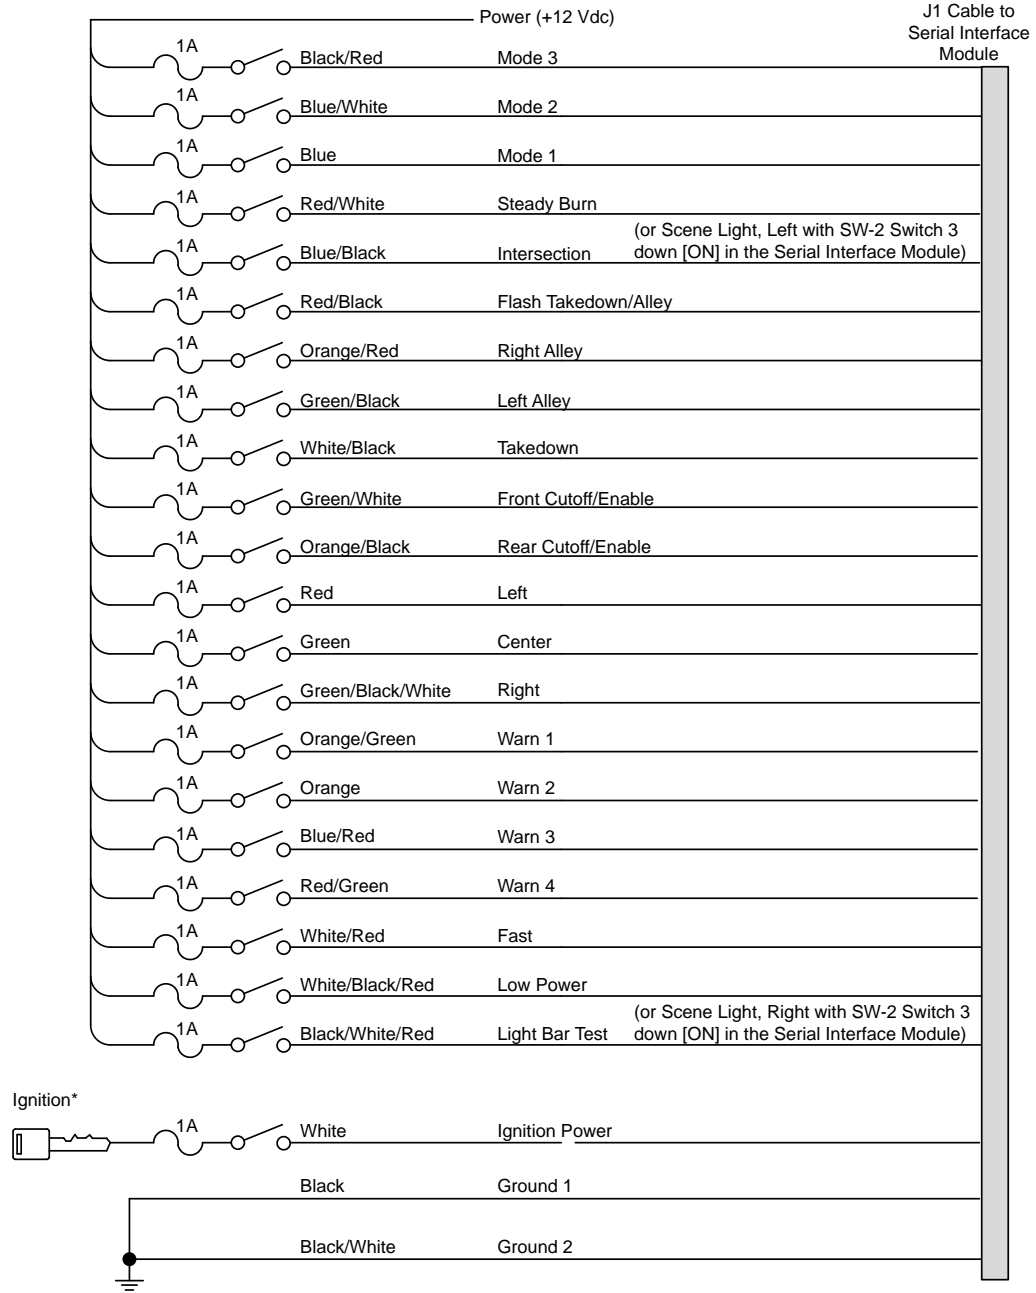 Power (+12 Vdc)
J1 Cable to
Serial Interface
Module
1A Black/Red Mode 3
1A Blue/White Mode 2
1A Blue Mode 1
1A Red/White Steady Burn
(or Scene Light, Left with SW-2 Switch 3
1A Blue/Black Intersection down [ON] in the Serial Interface Module)
1A Red/Black Flash Takedown/Alley
1A Orange/Red Right Alley
1A Green/Black Left Alley
1A White/Black Takedown
1A Green/White Front Cutoff/Enable
1A Orange/Black Rear Cutoff/Enable
1A Red Left
1A Green Center
1A Green/Black/White Right
1A Orange/Green Warn 1
1A Orange Warn 2
1A Blue/Red Warn 3
1A Red/Green Warn 4
1A White/Red Fast
1A White/Black/Red Low Power
(or Scene Light, Right with SW-2 Switch 3
1A Black/White/Red Light Bar Test down [ON] in the Serial Interface Module)
Ignition*
1A White Ignition Power
Black Ground 1
Black/White Ground 2